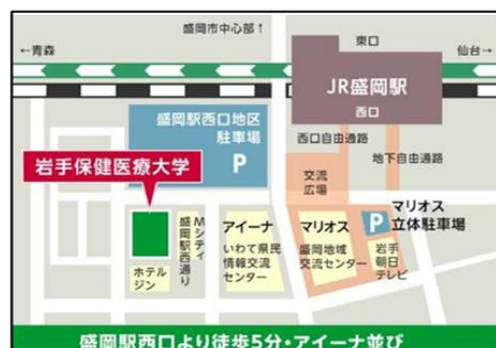 盛岡市中心部↑
←青森
東口
仙台→
JR盛岡駅
西口
盛岡駅西口地区
駐車場
P
西口自由通路
地下自由通路
岩手保健医療大学
交流
広場
マリオス
立体駐車場
P
Mシティ
盛岡駅西通り
アイーナ
いわて県民
情報交流
センター
マリオス
盛岡地域
交流センター
岩手
朝日
テレビ
ホテル
ジン
盛岡駅西口より徒歩5分・アイーナ並び